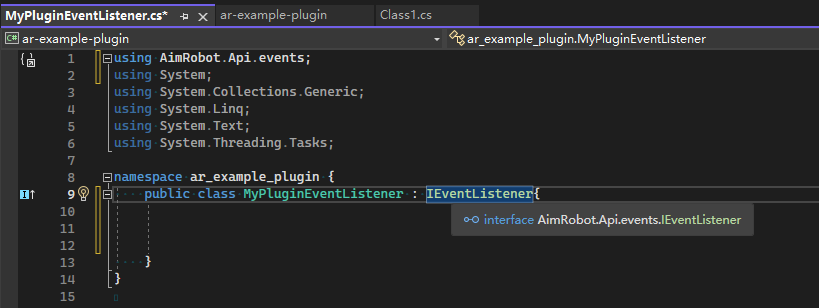 MyPluginEventListener.cs* ar-example-plugin Class1.cs
C# ar-example-plugin ar_example_plugin.MyPluginEventListener
1 using AimRobot.Api.events;
2 using System;
3 using System.Collections.Generic;
4 using System.Linq;
5 using System.Text;
6 using System.Threading.Tasks;
7
8 namespace ar_example_plugin {
9 public class MyPluginEventListener : IEventListener{
10
interface AimRobot.Api.events.IEventListener
11
12
13 }
14 }
15